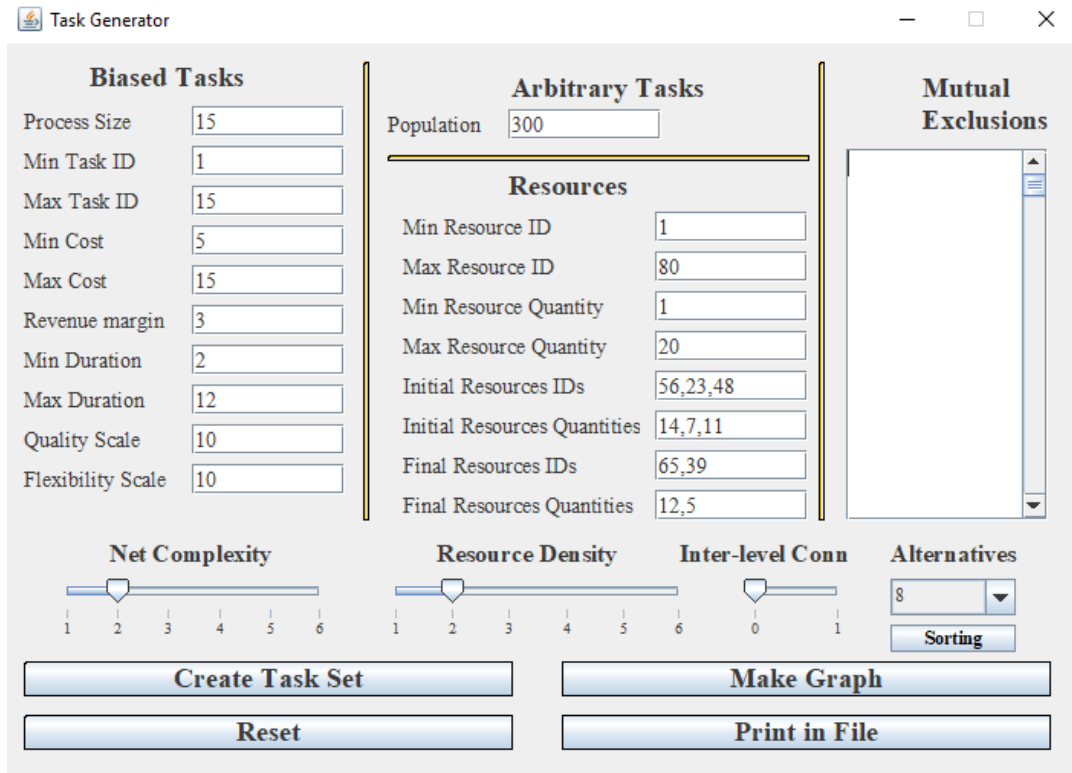 Task Generator
Biased Tasks
Process Size 15
Min Task ID 1
Max Task ID 15
Min Cost 5
Max Cost 15
Revenue margin 3
Min Duration 2
Max Duration 12
Quality Scale 10
Flexibility Scale 10
Arbitrary Tasks
Population 300
Resources
Min Resource ID 1
Max Resource ID 80
Min Resource Quantity 1
Max Resource Quantity 20
Initial Resources IDs 56,23,48
Initial Resources Quantities 14,7,11
Final Resources IDs 65,39
Final Resources Quantities 12,5
Mutual
Exclusions
Net Complexity
1 2 3 4 5 6
Resource Density
1 2 3 4 5 6
Inter-level Conn
0 1
Alternatives
8
Sorting
Create Task Set
Make Graph
Reset
Print in File